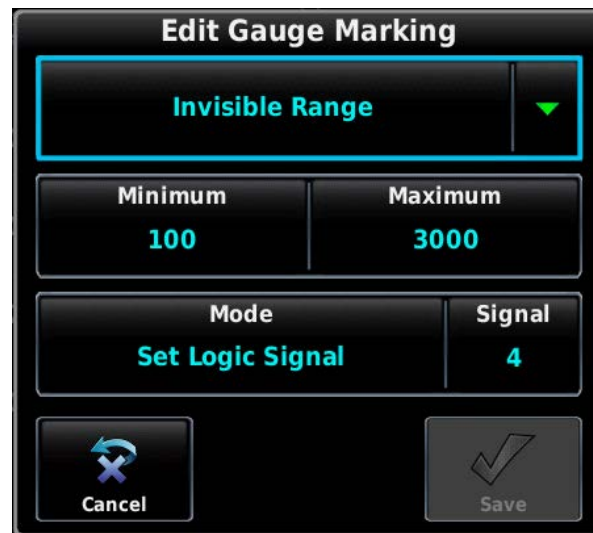 Edit Gauge Marking
Invisible Range
Minimum Maximum
100 3000
Mode Signal
Set Logic Signal 4
Cancel Save